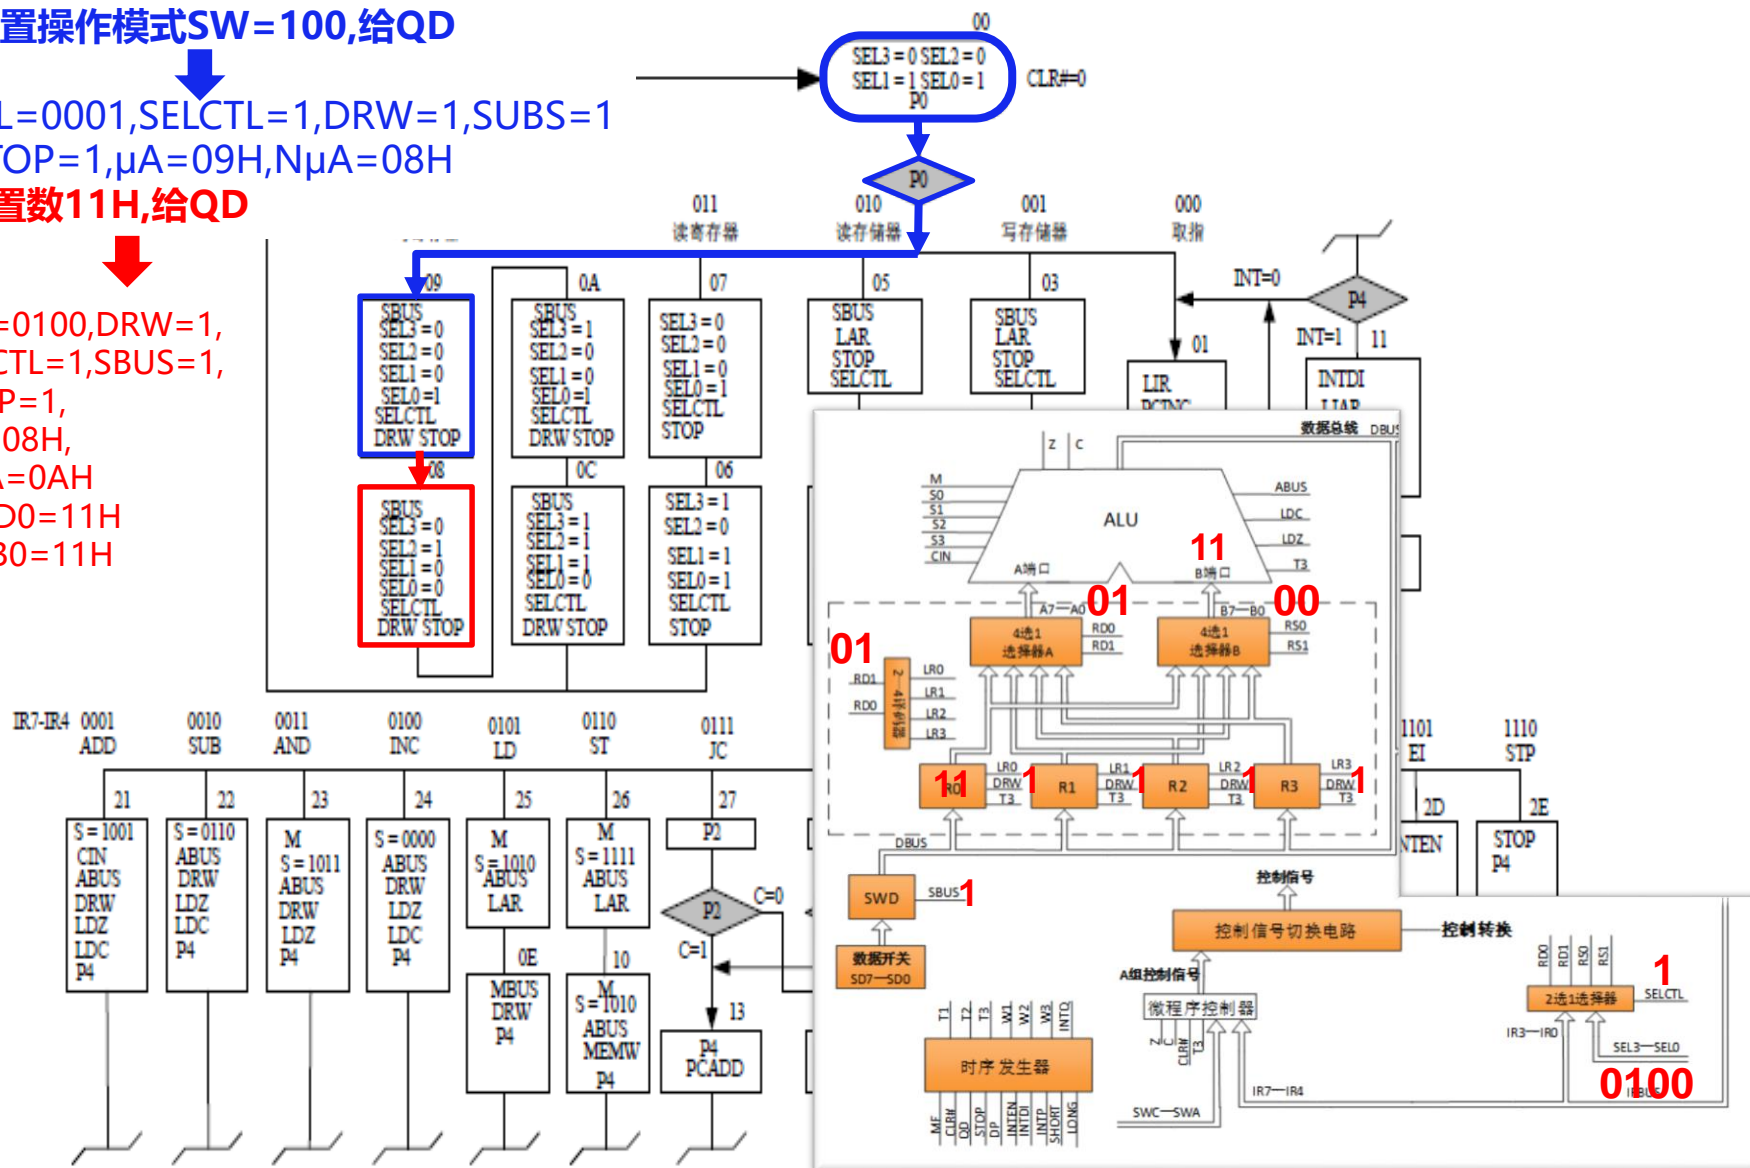 置操作模式SW=100,给QD
L=0001,SELCTL=1,DRW=1,SUBS=1
TOP=1,μA=09H,NμA=08H
置数11H,给QD
=0100,DRW=1,
CTL=1,SBUS=1,
P=1,
08H,
A=0AH
D0=11H
B0=11H
00
SEL3 = 0 SEL2 = 0
SEL1 = 1 SEL0 = 1
P0
CLR#=0
P0
011
读寄存器
010
读存储器
001
写存储器
000
取指
09
SBUS
SEL3 = 0
SEL2 = 0
SEL1 = 0
SEL0 =1
SELCTL
DRW STOP
0A
SBUS
SEL3 = 1
SEL2 = 0
SEL1 = 0
SEL0 =1
SELCTL
DRW STOP
07
SEL3 = 0
SEL2 = 0
SEL1 = 0
SEL0 = 1
SELCTL
STOP
05
SBUS
LAR
STOP
SELCTL
03
SBUS
LAR
STOP
SELCTL
01
LIR
PCINC
INT=0
P4
INT=1
11
INTDI
LIAR
08
SBUS
SEL3 = 0
SEL2 = 1
SEL1 = 0
SEL0 = 0
SELCTL
DRW STOP
0C
SBUS
SEL3 = 1
SEL2 = 1
SEL1 = 1
SEL0 = 0
SELCTL
DRW STOP
06
SEL3 = 1
SEL2 = 0
SEL1 = 1
SEL0 = 1
SELCTL
STOP
IR7-IR4
0001
ADD
0010
SUB
0011
AND
0100
INC
0101
LD
0110
ST
0111
JC
1101
EI
1110
STP
21
S = 1001
CIN
ABUS
DRW
LDZ
LDC
P4
22
S = 0110
ABUS
DRW
LDZ
LDC
P4
23
M
S = 1011
ABUS
DRW
LDZ
P4
24
S = 0000
ABUS
DRW
LDZ
LDC
P4
25
M
S = 1010
ABUS
LAR
0E
MBUS
DRW
P4
26
M
S = 1111
ABUS
LAR
10
M
S = 1010
ABUS
MEMW
P4
27
P2
P2
C=0
C=1
13
P4
PCADD
2D
NTEN
2E
STOP
P4
数据总线 DBUS
Z
C
M
S0
S1
S2
S3
CIN
ALU
ABUS
LDC
LDZ
T3
A端口
11
B端口
A7—A0
01
B7—B0
00
4选1
选择器A
RD0
RD1
4选1
选择器B
RS0
RS1
01
RD1
RD0
2—4译码器
LR0
LR1
LR2
LR3
R0
11
LR0
DRW
T3
1
R1
LR1
DRW
T3
1
R2
LR2
DRW
T3
1
R3
LR3
DRW
T3
1
DBUS
SWD
SBUS
1
数据开关
SD7—SD0
控制信号
控制信号切换电路
控制转换
A组控制信号
微程序控制器
Z
C
CLR#
T3
RD0
RD1
RS0
RS1
2选1选择器
1
SELCTL
IR3—IR0
SEL3—SEL0
0100
IRBUS
IR7—IR4
SWC—SWA
T1
T2
T3
W1
W2
W3
INTQ
时序发生器
MF
CLR#
QD
STOP
DP
INTEN
INTDI
INTP
SHORT
LONG